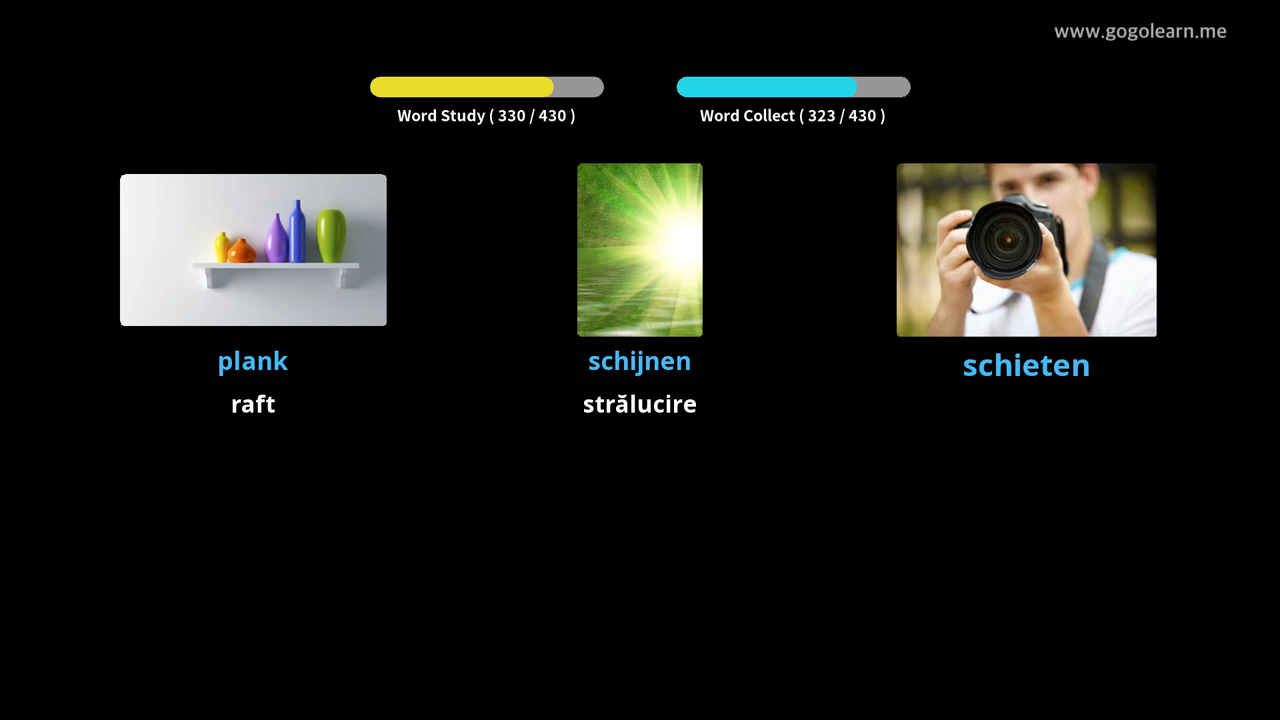 www.gogolearn.me
Word Study ( 330 / 430 )
Word Collect ( 323 / 430 )
plank
schijnen
schieten
raft
strălucire